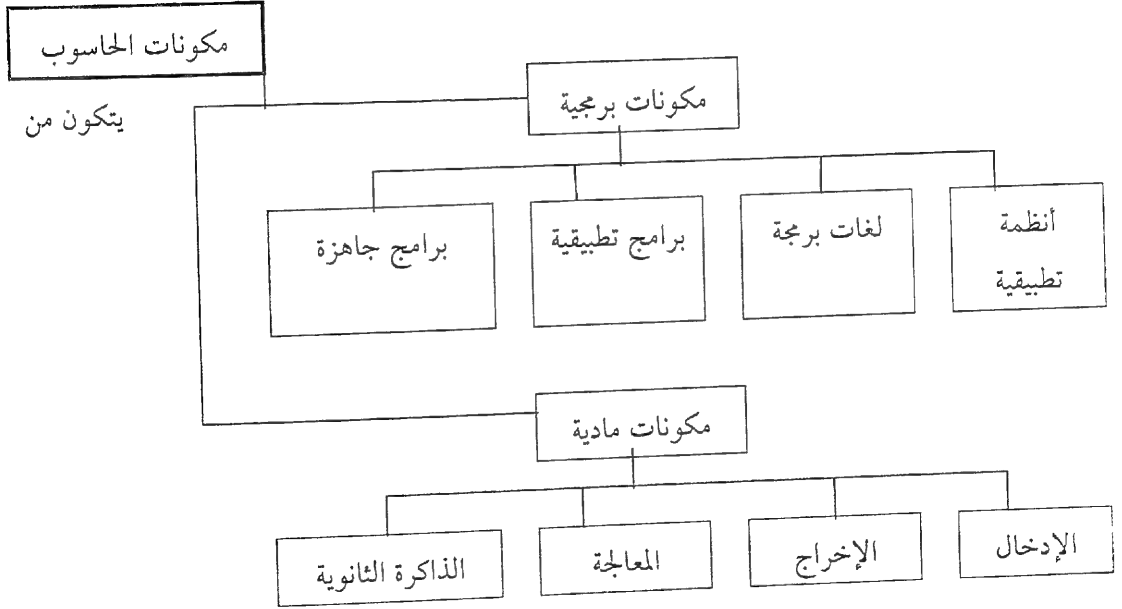 مكونات الحاسوب
يتكون من
مكونات برمجية
أنظمة
تطبيقية
لغات برمجة
برامج تطبيقية
برامج جاهزة
مكونات مادية
الإدخال
الإخراج
المعالجة
الذاكرة الثانوية